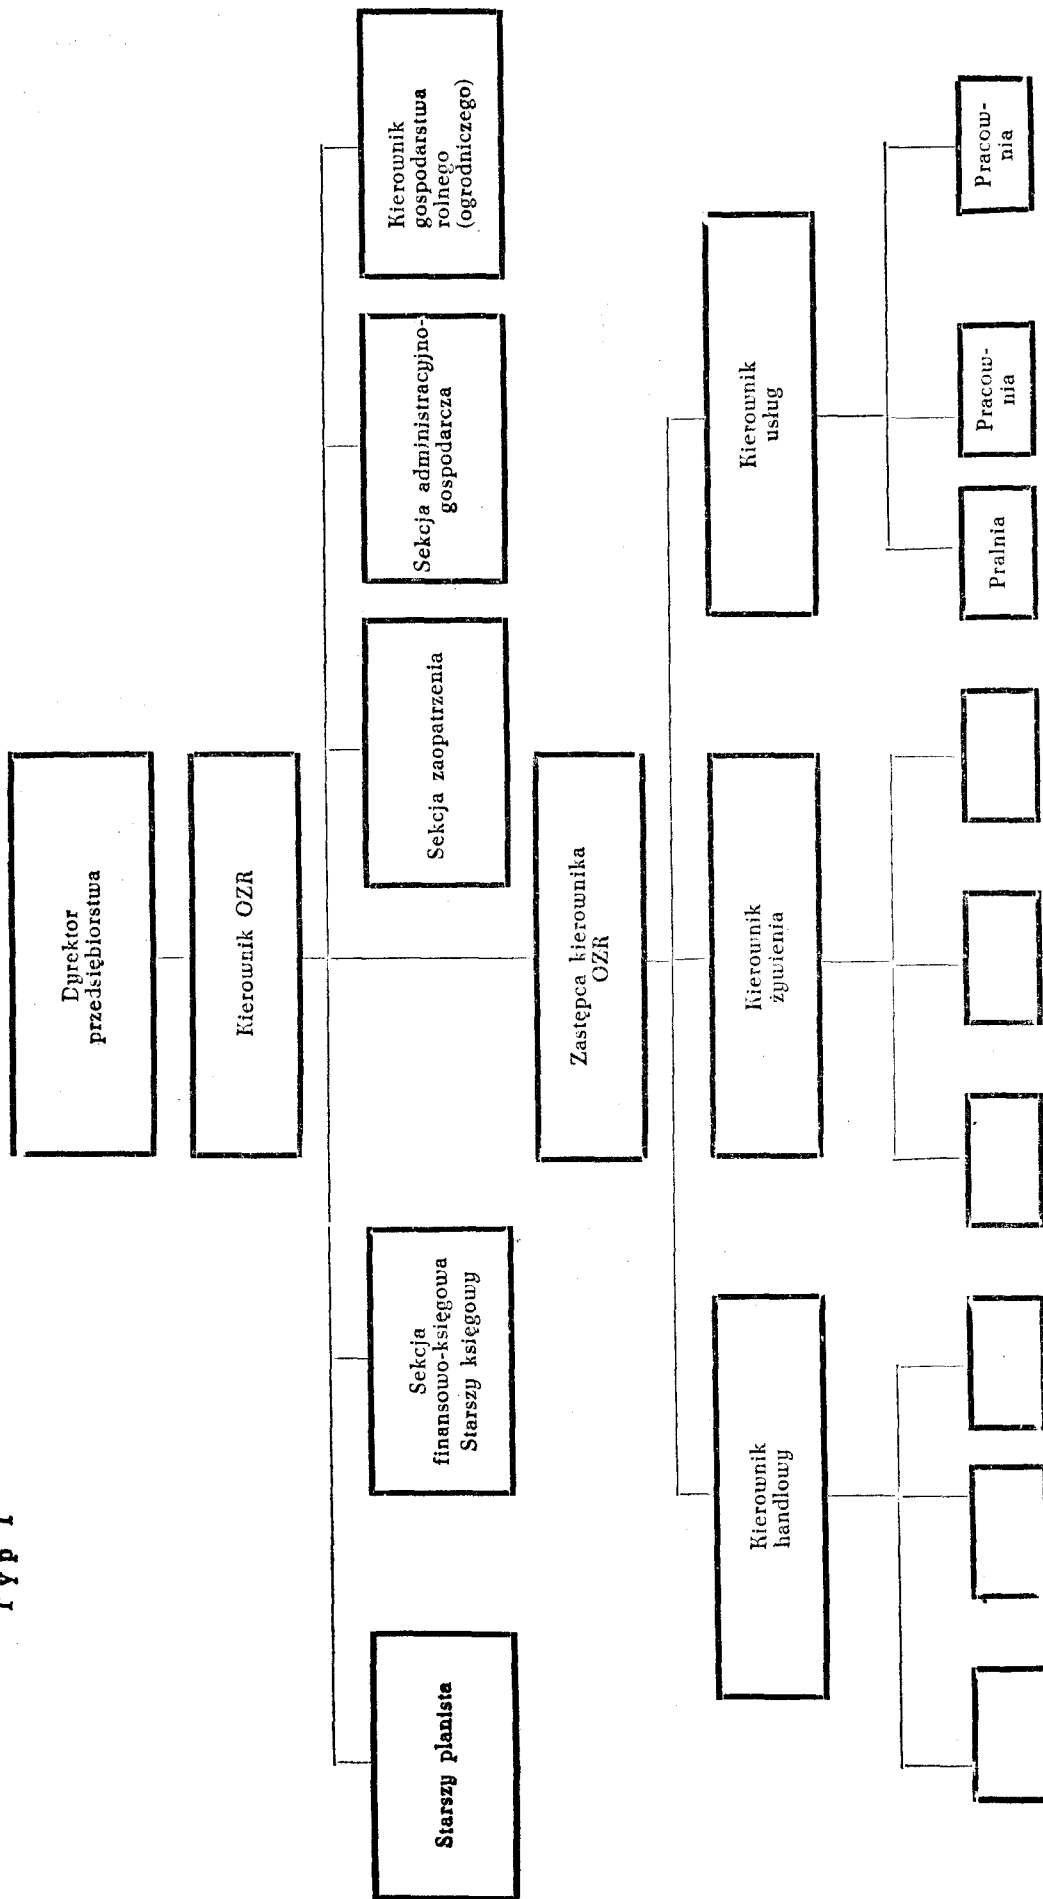 Typ I
Dyrektor
przedsiębiorstwa
Kierownik OZR
Starszy planista
Sekcja
finansowo-księgowa
Starszy księgowy
Sekcja zaopatrzenia
Sekcja administracyjno-
gospodarcza
Kierownik
gospodarstwa
rolnego
(ogrodniczego)
Zastępca kierownika
OZR
Kierownik
handlowy
Kierownik
żywienia
Kierownik
usług
Pralnia
Pracow-
nia
Pracow-
nia